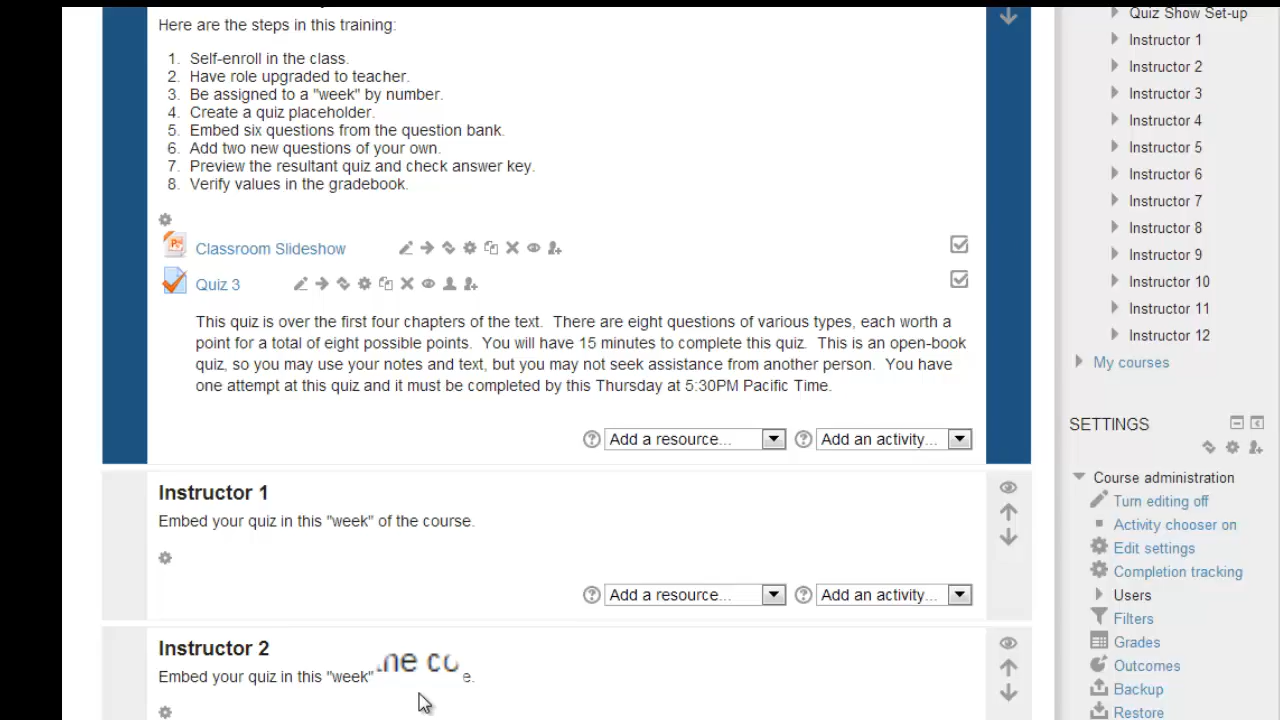 Here are the steps in this training:
1. Self-enroll in the class.
2. Have role upgraded to teacher.
3. Be assigned to a "week" by number.
4. Create a quiz placeholder.
5. Embed six questions from the question bank.
6. Add two new questions of your own.
7. Preview the resultant quiz and check answer key.
8. Verify values in the gradebook.
Classroom Slideshow
Quiz 3
This quiz is over the first four chapters of the text. There are eight questions of various types, each worth a
point for a total of eight possible points. You will have 15 minutes to complete this quiz. This is an open-book
quiz, so you may use your notes and text, but you may not seek assistance from another person. You have
one attempt at this quiz and it must be completed by this Thursday at 5:30PM Pacific Time.
Add a resource... Add an activity...
Instructor 1
Embed your quiz in this "week" of the course.
Add a resource... Add an activity...
Instructor 2
Embed your quiz in this "week"
Quiz Show Set-up
Instructor 1
Instructor 2
Instructor 3
Instructor 4
Instructor 5
Instructor 6
Instructor 7
Instructor 8
Instructor 9
Instructor 10
Instructor 11
Instructor 12
My courses
SETTINGS
Course administration
Turn editing off
Activity chooser on
Edit settings
Completion tracking
Users
Filters
Grades
Outcomes
Backup
Restore